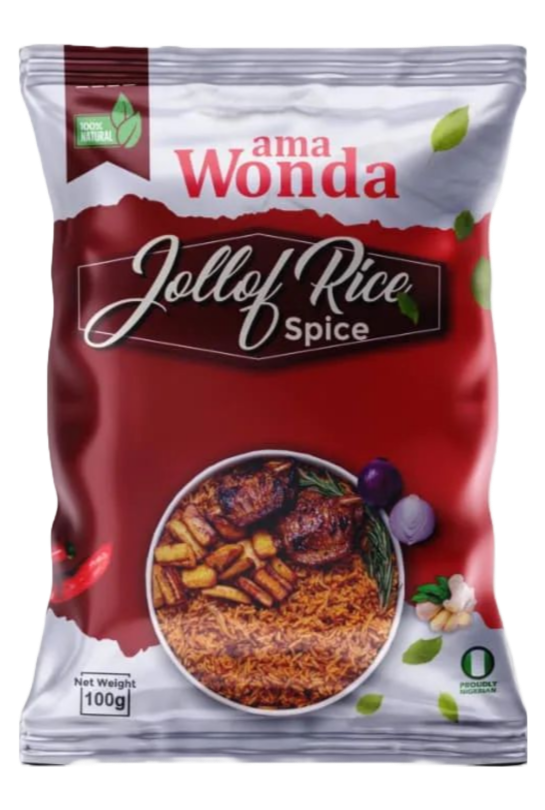 100%
NATURAL
ama
Wonda
Jollof Rice
Spice
Net Weight
100g
PROUDLY
NIGERIAN